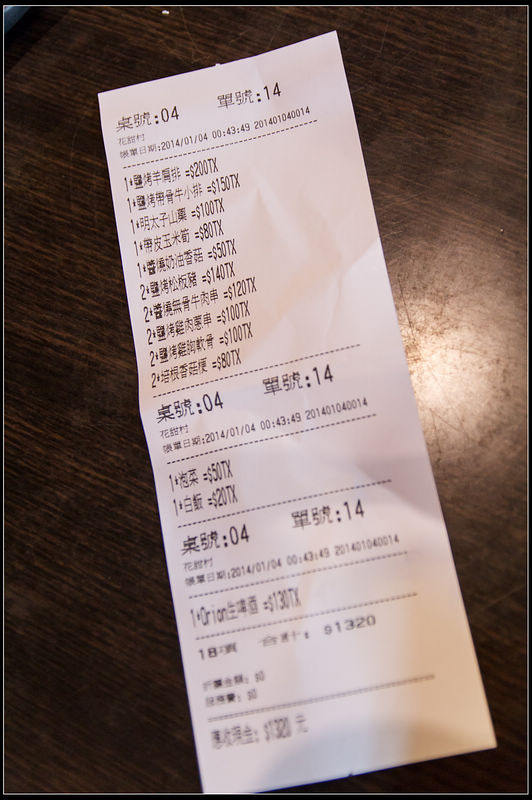 桌號:04 單號:14
花甜村
帳單日期:2014/01/04 00:43:49 201401040014
1*鹽烤羊肩排 =$200TX
1*鹽烤帶骨牛小排 =$150TX
1*明太子山藥 =$100TX
1*帶皮玉米筍 =$80TX
1*醬燒奶油香菇 =$50TX
2*鹽烤松板豬 =$140TX
2*醬燒無骨牛肉串 =$120TX
2*鹽烤雞肉蔥串 =$100TX
2*鹽烤雞胸軟骨 =$100TX
2*培根香菇梗 =$80TX
桌號:04 單號:14
花甜村
帳單日期:2014/01/04 00:43:49 201401040014
1*泡菜 =$50TX
1*白飯 =$20TX
桌號:04 單號:14
花甜村
帳單日期:2014/01/04 00:43:49 201401040014
1*Orion生啤酒 =$130TX
18項 合計: $1320
折讓金額: $0
服務費: $0
應收現金: $1320 元